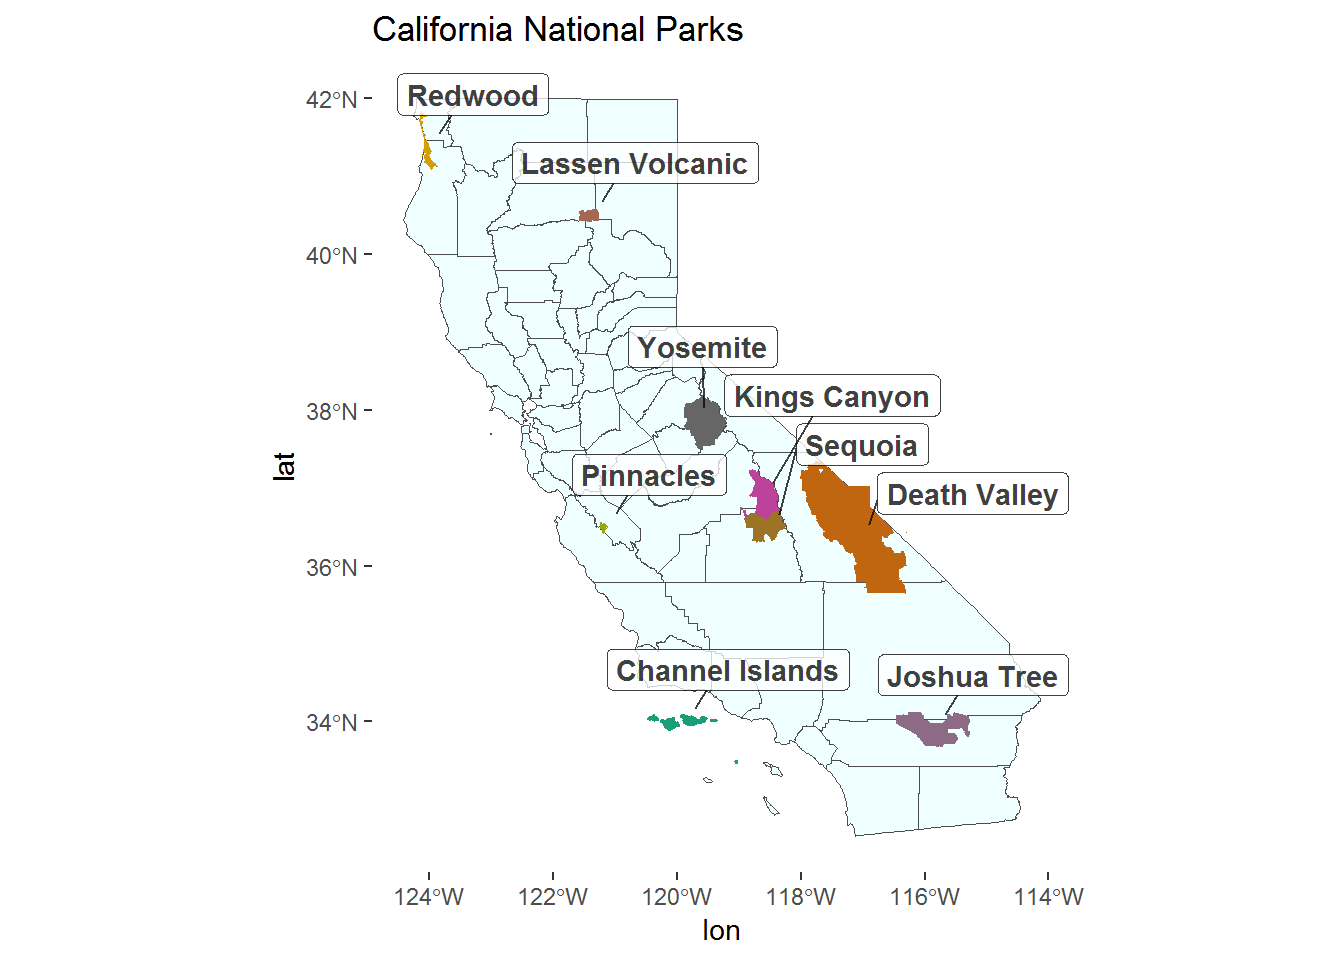 California National Parks
Redwood
Lassen Volcanic
Yosemite
Kings Canyon
Sequoia
Pinnacles
Death Valley
Channel Islands
Joshua Tree
42°N
40°N
38°N
36°N
34°N
lat
124°W
122°W
120°W
118°W
116°W
114°W
lon